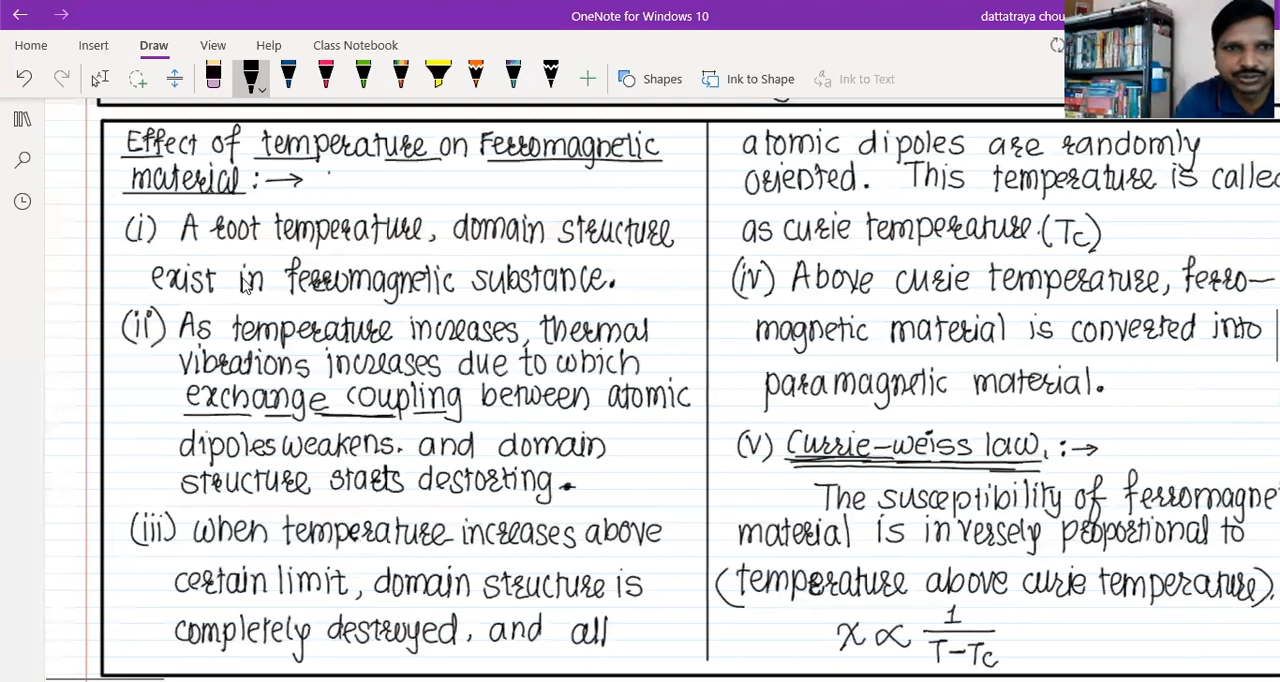 OneNote for Windows 10
dattatraya chou
Home Insert Draw View Help Class Notebook
Shapes Ink to Shape Ink to Text
Effect of temperature on Ferromagnetic
material :→
(i) A root temperature, domain structure
exist in ferromagnetic substance.
(ii) As temperature increases, thermal
vibrations increases due to which
exchange coupling between atomic
dipoles weakens. and domain
structure starts destorting.
(iii) when temperature increases above
certain limit, domain structure is
completely destroyed, and all
atomic dipoles are randomly
oriented. This temperature is called
as curie temperature. (Tc)
(iv) Above curie temperature, ferro-
magnetic material is converted into
paramagnetic material.
(v) Currie-weiss law. :→
The susceptibility of ferromagne
material is inversely proportional to
(temperature above curie temperature).
χ ∝ 1/(T-Tc)